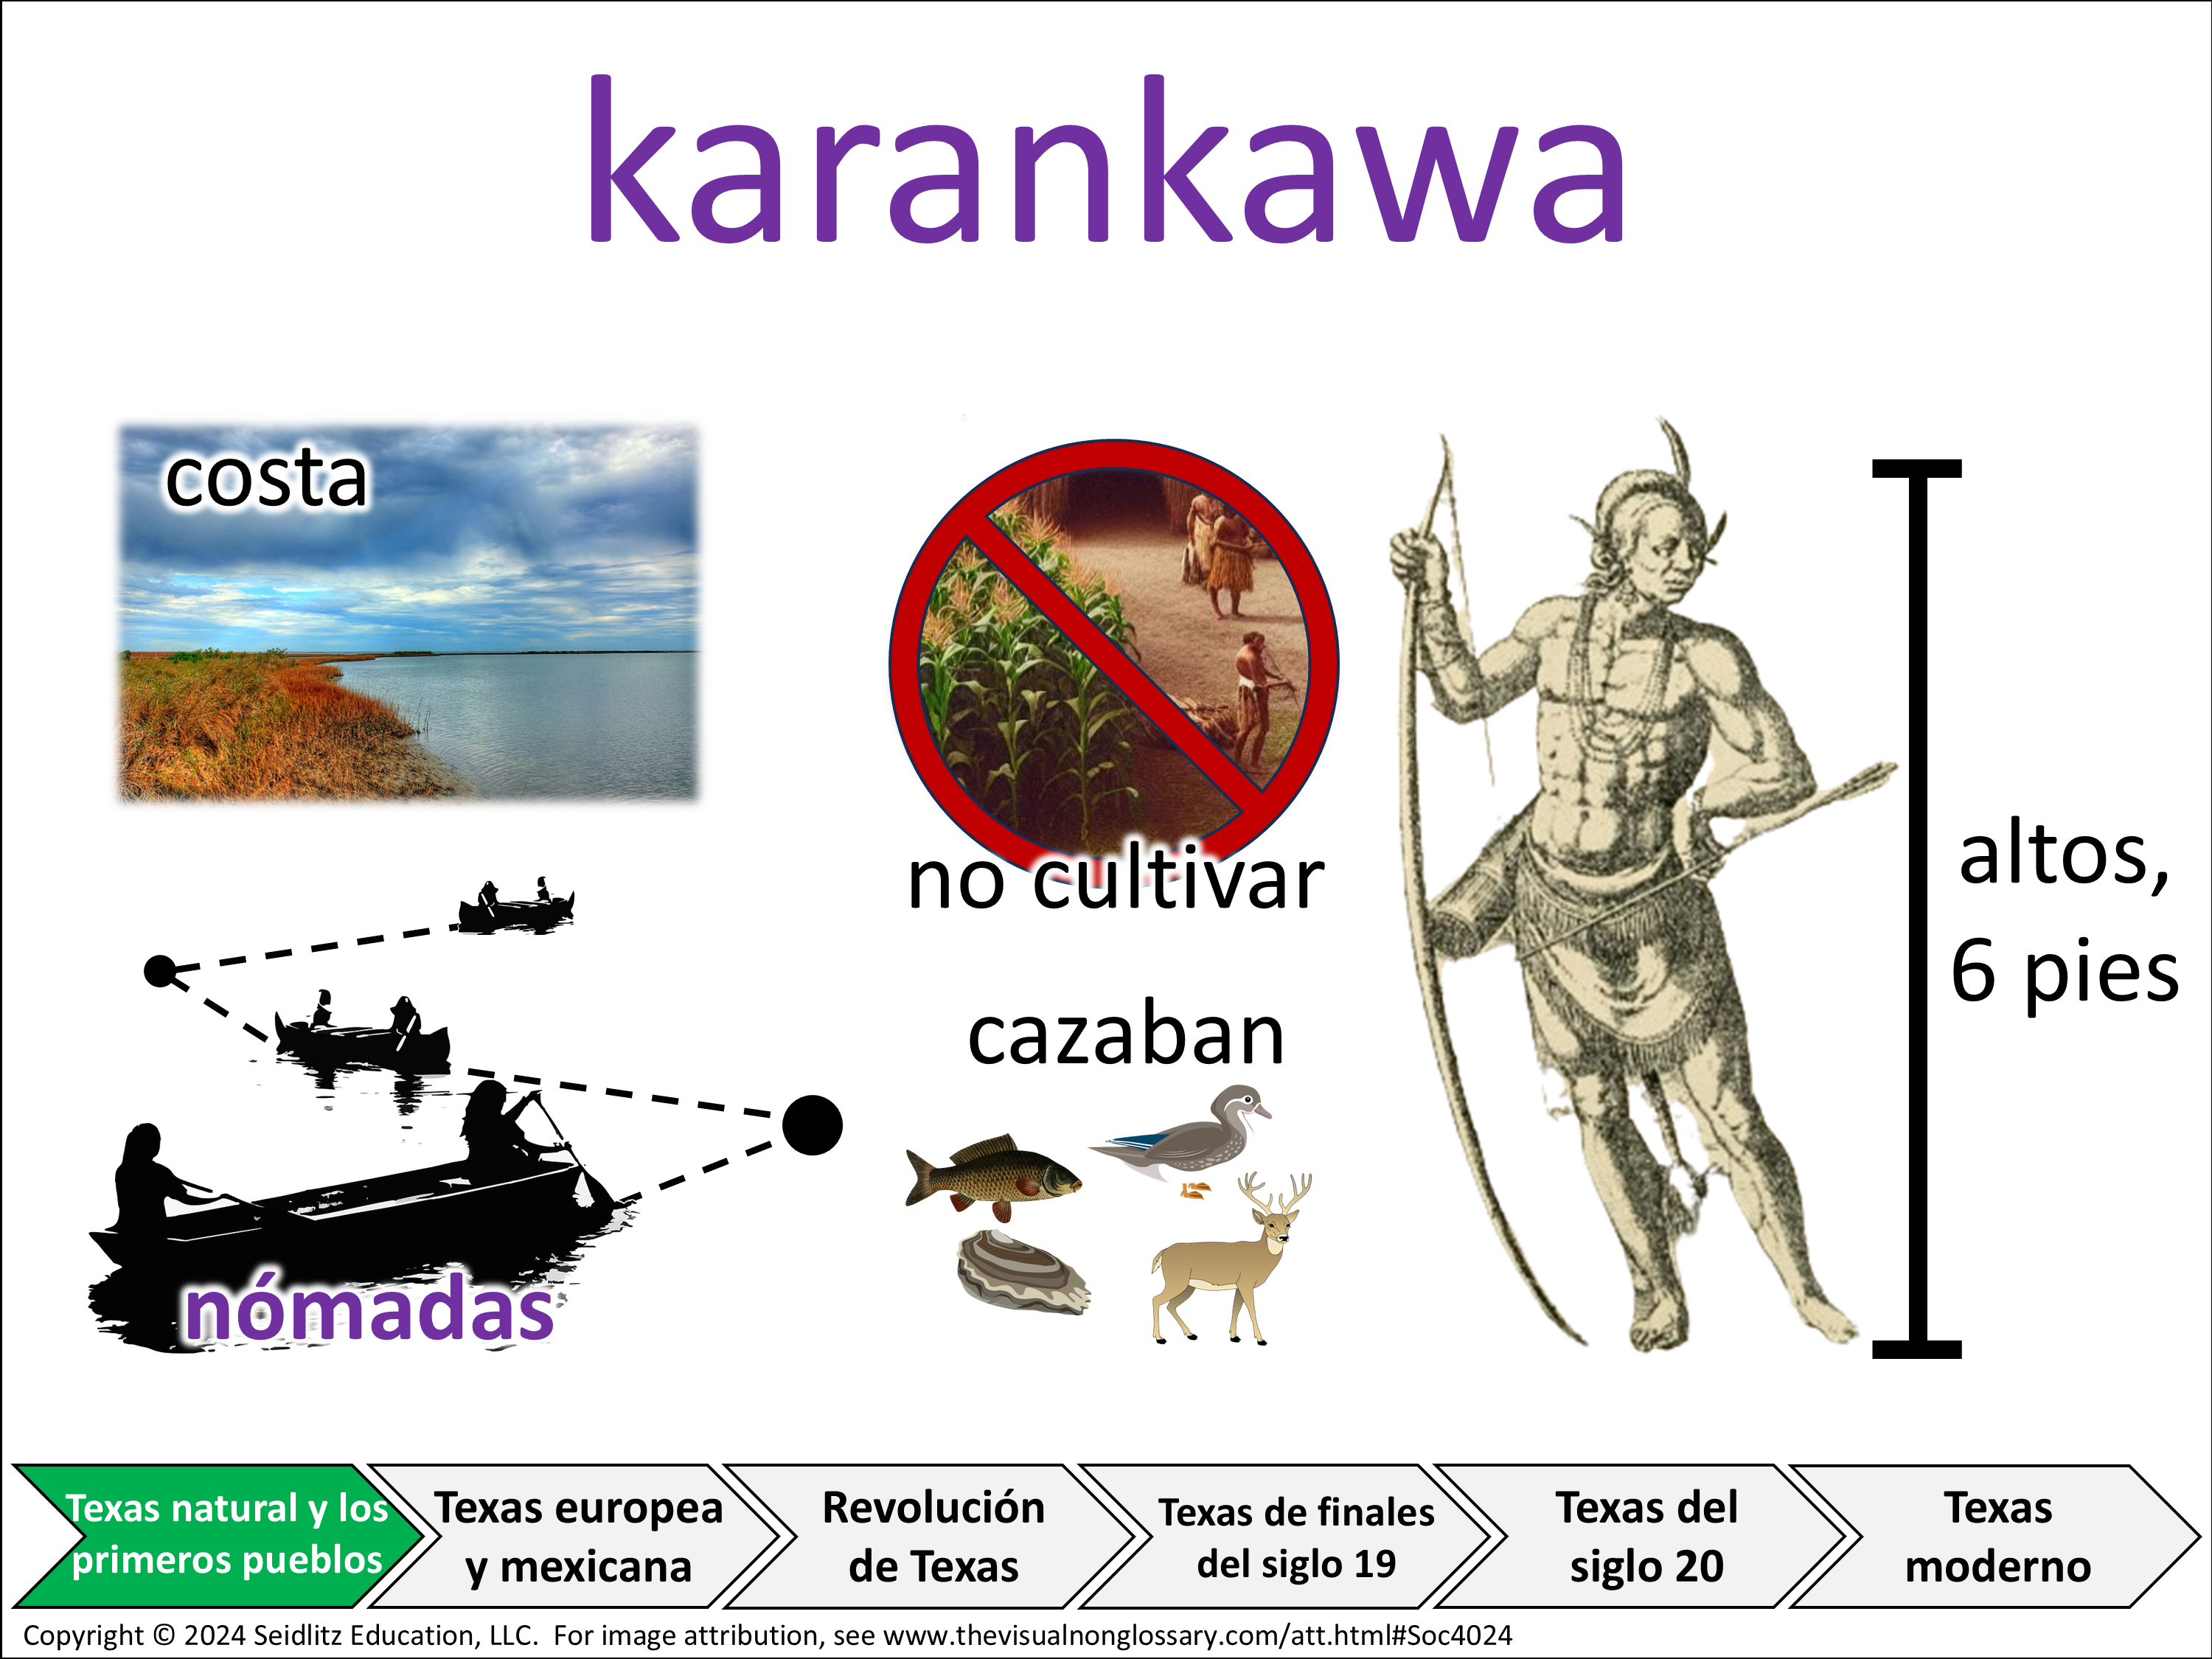 karankawa
costa
no cultivar
altos,
6 pies
cazaban
nómadas
Texas natural y los
primeros pueblos
Texas europea
y mexicana
Revolución
de Texas
Texas de finales
del siglo 19
Texas del
siglo 20
Texas
moderno
Copyright © 2024 Seidlitz Education, LLC.  For image attribution, see www.thevisualnonglossary.com/att.html#Soc4024